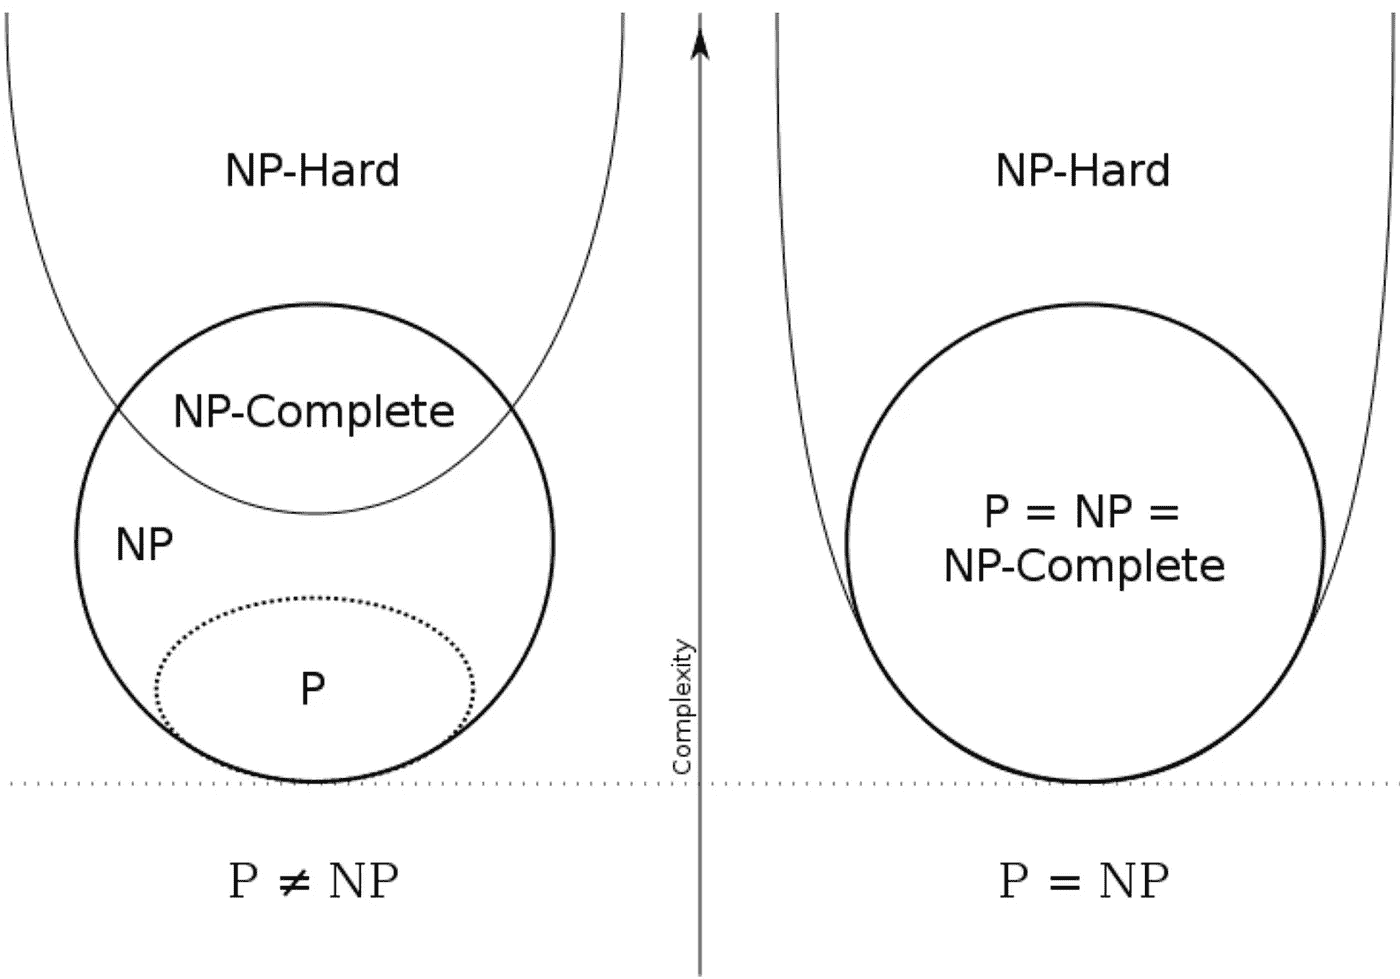 NP-Hard
NP-Complete
NP
P
P ≠ NP
Complexity
NP-Hard
P = NP =
NP-Complete
P = NP